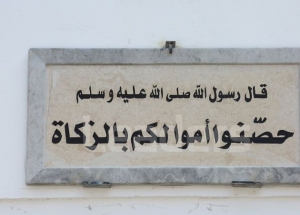 قال رسول الله صلى الله عليه وسلم
حصّنوا أموالكم بالزكاة